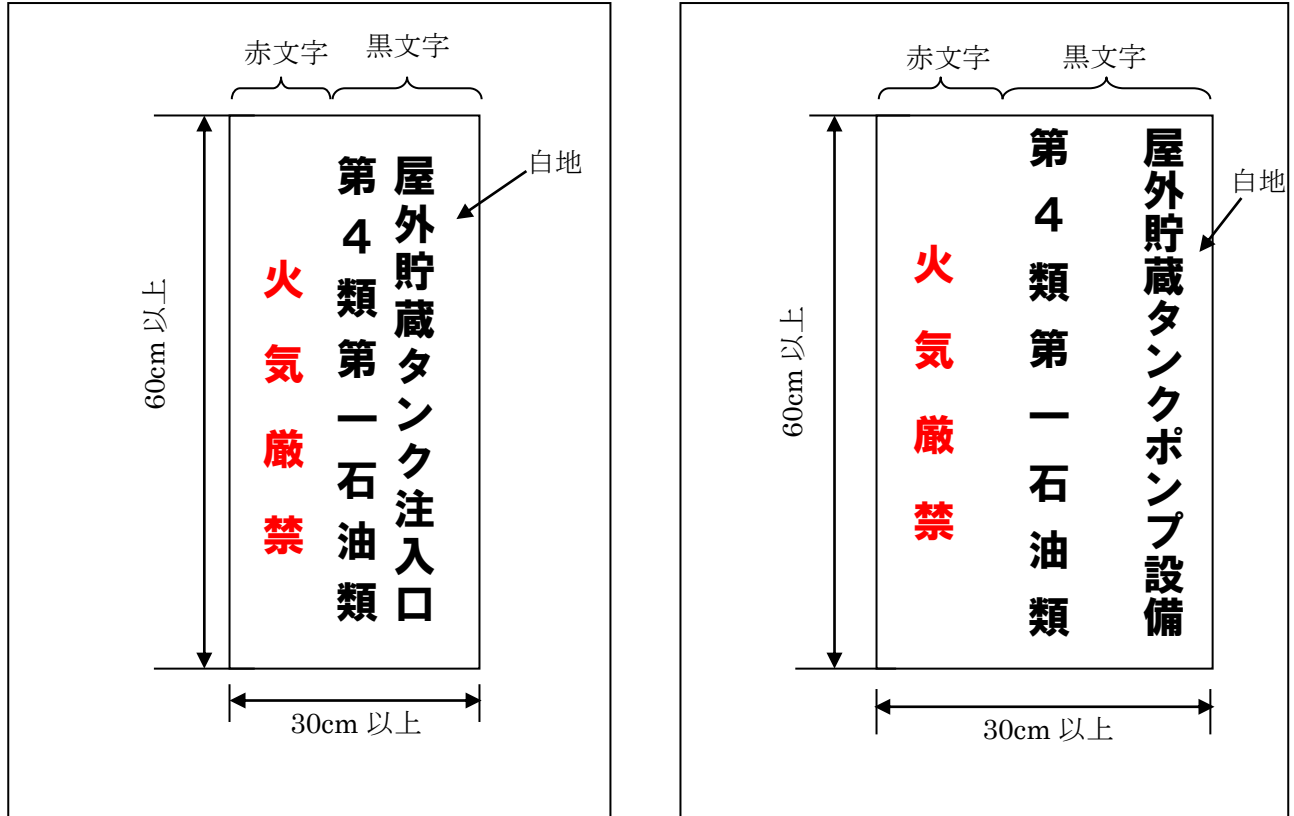 赤文字
黒文字
白地
屋外貯蔵タンク注入口
第４類第一石油類
火気厳禁
60cm 以上
30cm 以上
赤文字
黒文字
白地
屋外貯蔵タンクポンプ設備
第４類第一石油類
火気厳禁
60cm 以上
30cm 以上